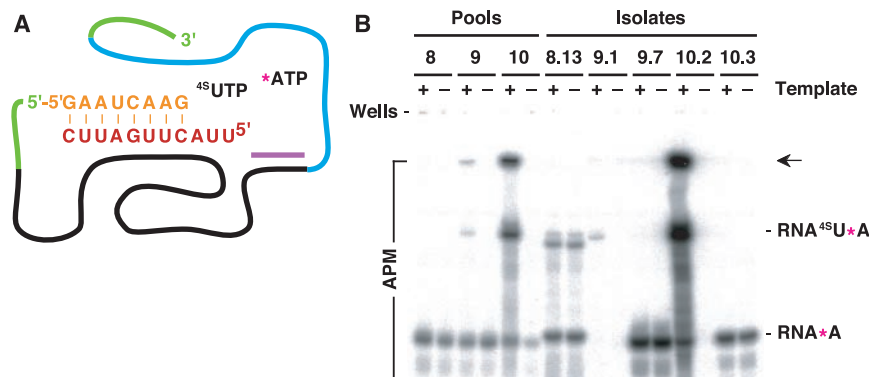 A
3'
4SUTP *ATP
5'-5'GAAUCAAG
CUUAGUUCAUU5'
B
Pools Isolates
8 9 10 8.13 9.1 9.7 10.2 10.3
+ − + − + − + − + − + − + − + − Template
Wells -
APM
- RNA4SU*A
- RNA*A